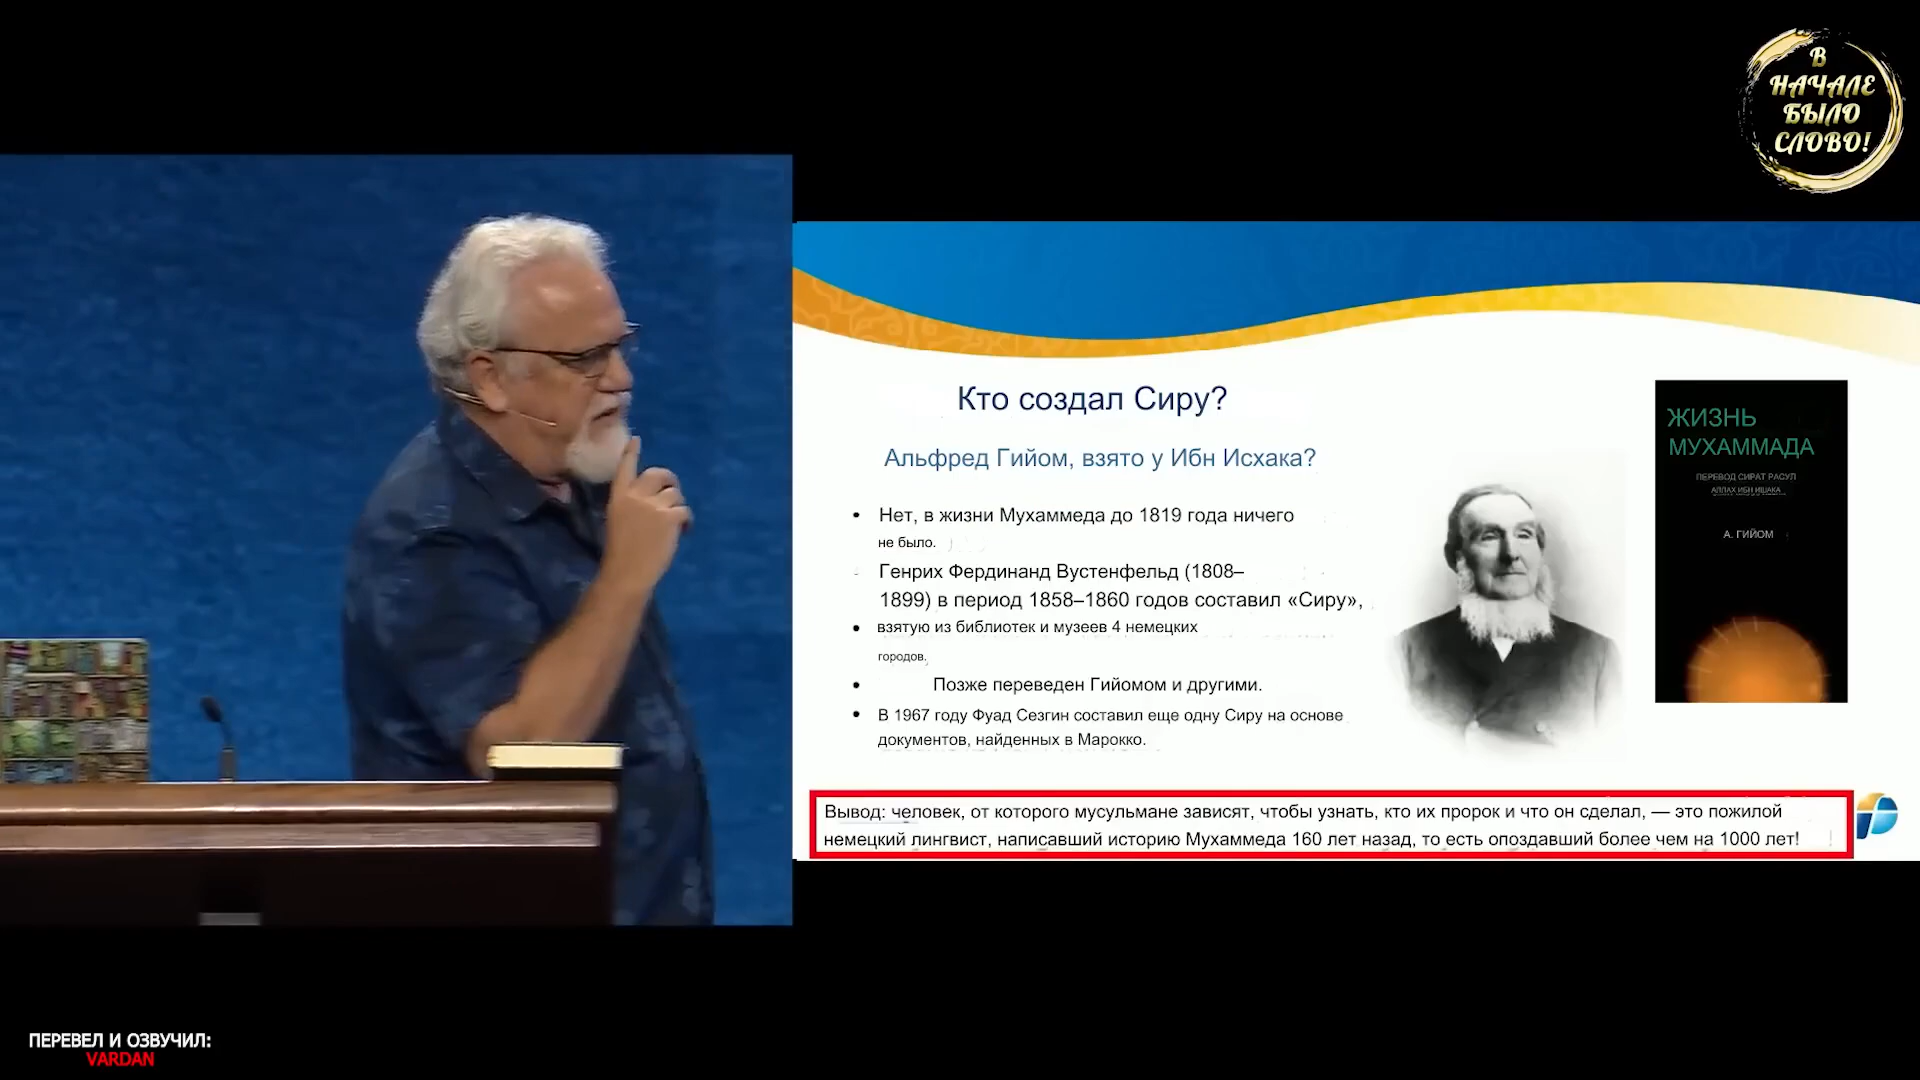 В
НАЧАЛЕ
БЫЛО
СЛОВО!
Кто создал Сиру?
Альфред Гийом, взято у Ибн Исхака?
• Нет, в жизни Мухаммеда до 1819 года ничего
не было.
- Генрих Фердинанд Вустенфельд (1808–
1899) в период 1858–1860 годов составил «Сиру»,
• взятую из библиотек и музеев 4 немецких
городов.
• Позже переведен Гийомом и другими.
• В 1967 году Фуад Сезгин составил еще одну Сиру на основе
документов, найденных в Марокко.
ЖИЗНЬ
МУХАММАДА
ПЕРЕВОД СИРАТ РАСУЛ
АЛЛАХ ИБН ИШАКА
А. ГИЙОМ
Вывод: человек, от которого мусульмане зависят, чтобы узнать, кто их пророк и что он сделал, — это пожилой
немецкий лингвист, написавший историю Мухаммеда 160 лет назад, то есть опоздавший более чем на 1000 лет!
ПЕРЕВЕЛ И ОЗВУЧИЛ:
VARDAN